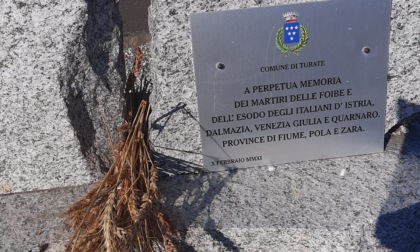 COMUNE DI TURATE
A PERPETUA MEMORIA
DEI MARTIRI DELLE FOIBE E
DELL' ESODO DEGLI ITALIANI D' ISTRIA,
DALMAZIA, VENEZIA GIULIA E QUARNARO.
PROVINCE DI FIUME, POLA E ZARA.
X FEBBRAIO MMXI